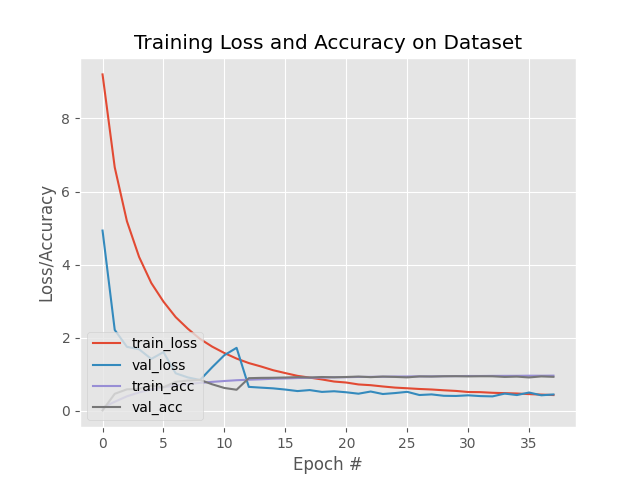 Training Loss and Accuracy on Dataset
Loss/Accuracy
8
6
4
2
0
train_loss
val_loss
train_acc
val_acc
0 5 10 15 20 25 30 35
Epoch #